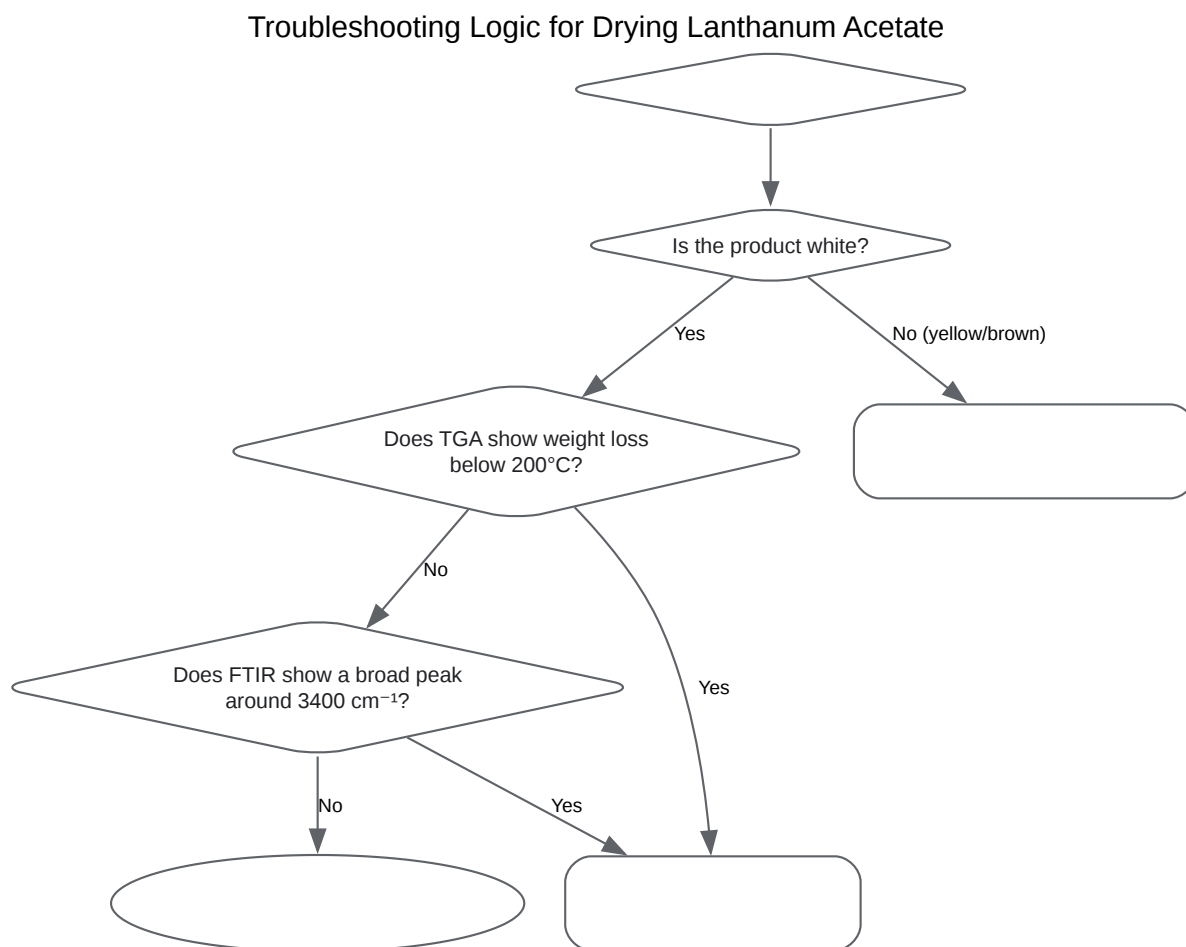 Troubleshooting Logic for Drying Lanthanum Acetate
Is the product white?
Yes
No (yellow/brown)
Does TGA show weight loss
below 200°C?
No
Yes
Does FTIR show a broad peak
around 3400 cm⁻¹?
No
Yes